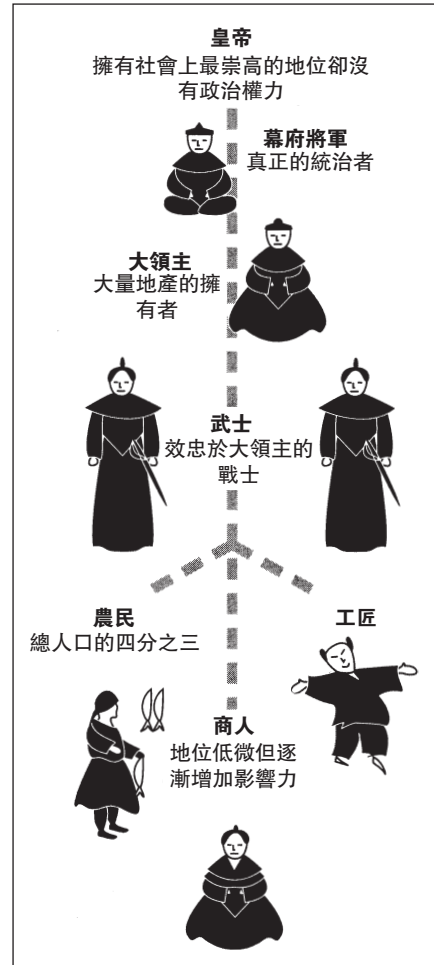 皇帝
擁有社會上最崇高的地位卻沒
有政治權力
幕府將軍
真正的統治者
大領主
大量地產的擁
有者
武士
效忠於大領主的
戰士
農民
總人口的四分之三
工匠
商人
地位低微但逐
漸增加影響力